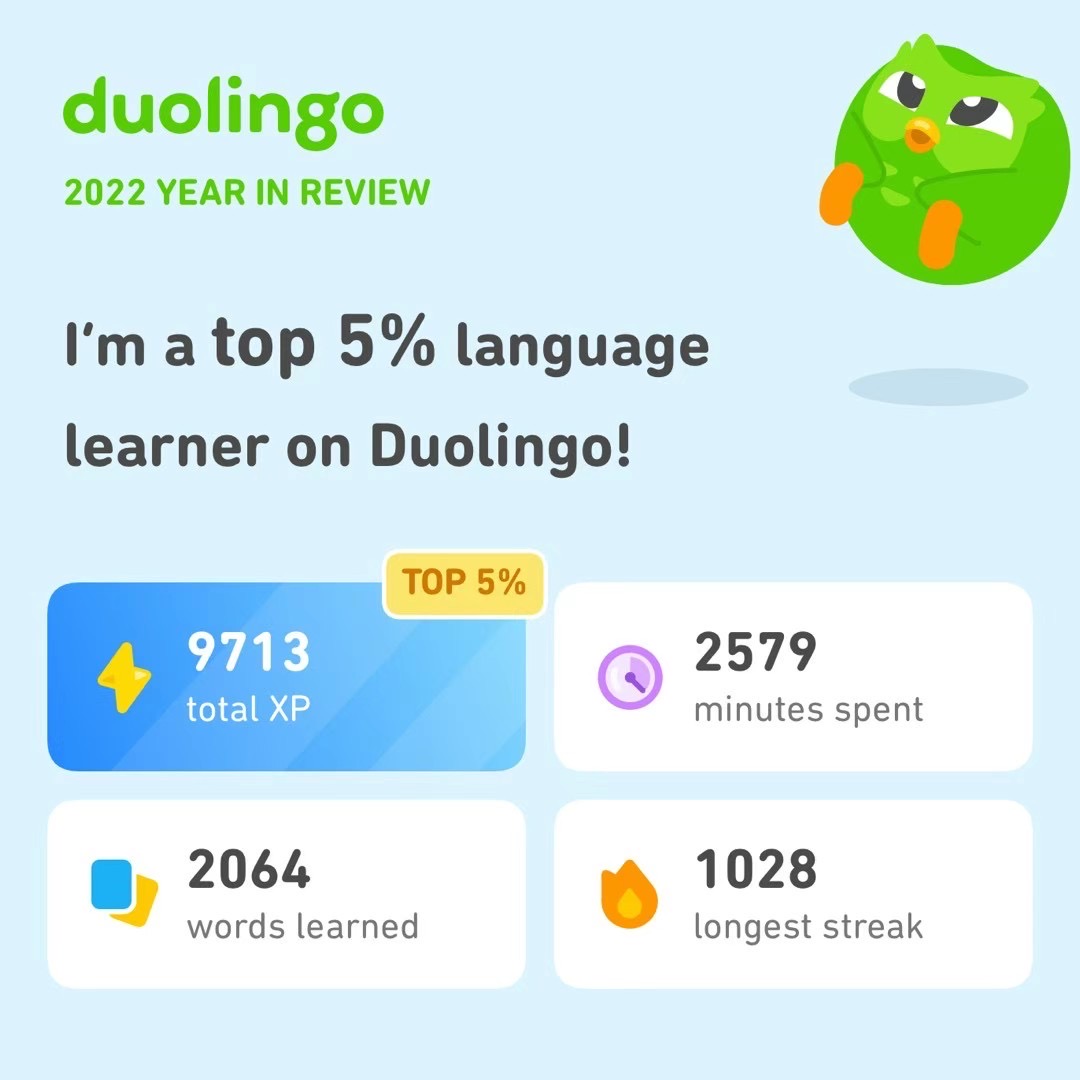 duolingo
2022 YEAR IN REVIEW
I'm a top 5% language
learner on Duolingo!
TOP 5%
9713
total XP
2579
minutes spent
2064
words learned
1028
longest streak